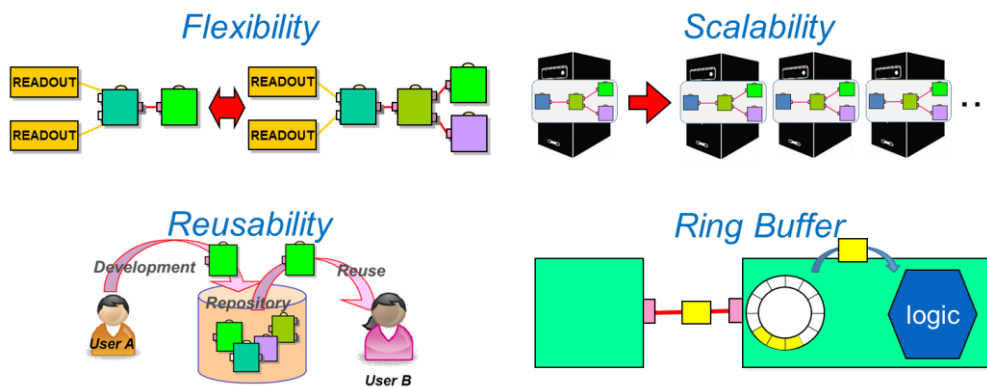 Flexibility
READOUT
READOUT
READOUT
READOUT
Scalability
..
Reusability
Development
Reuse
Repository
User A
User B
Ring Buffer
logic